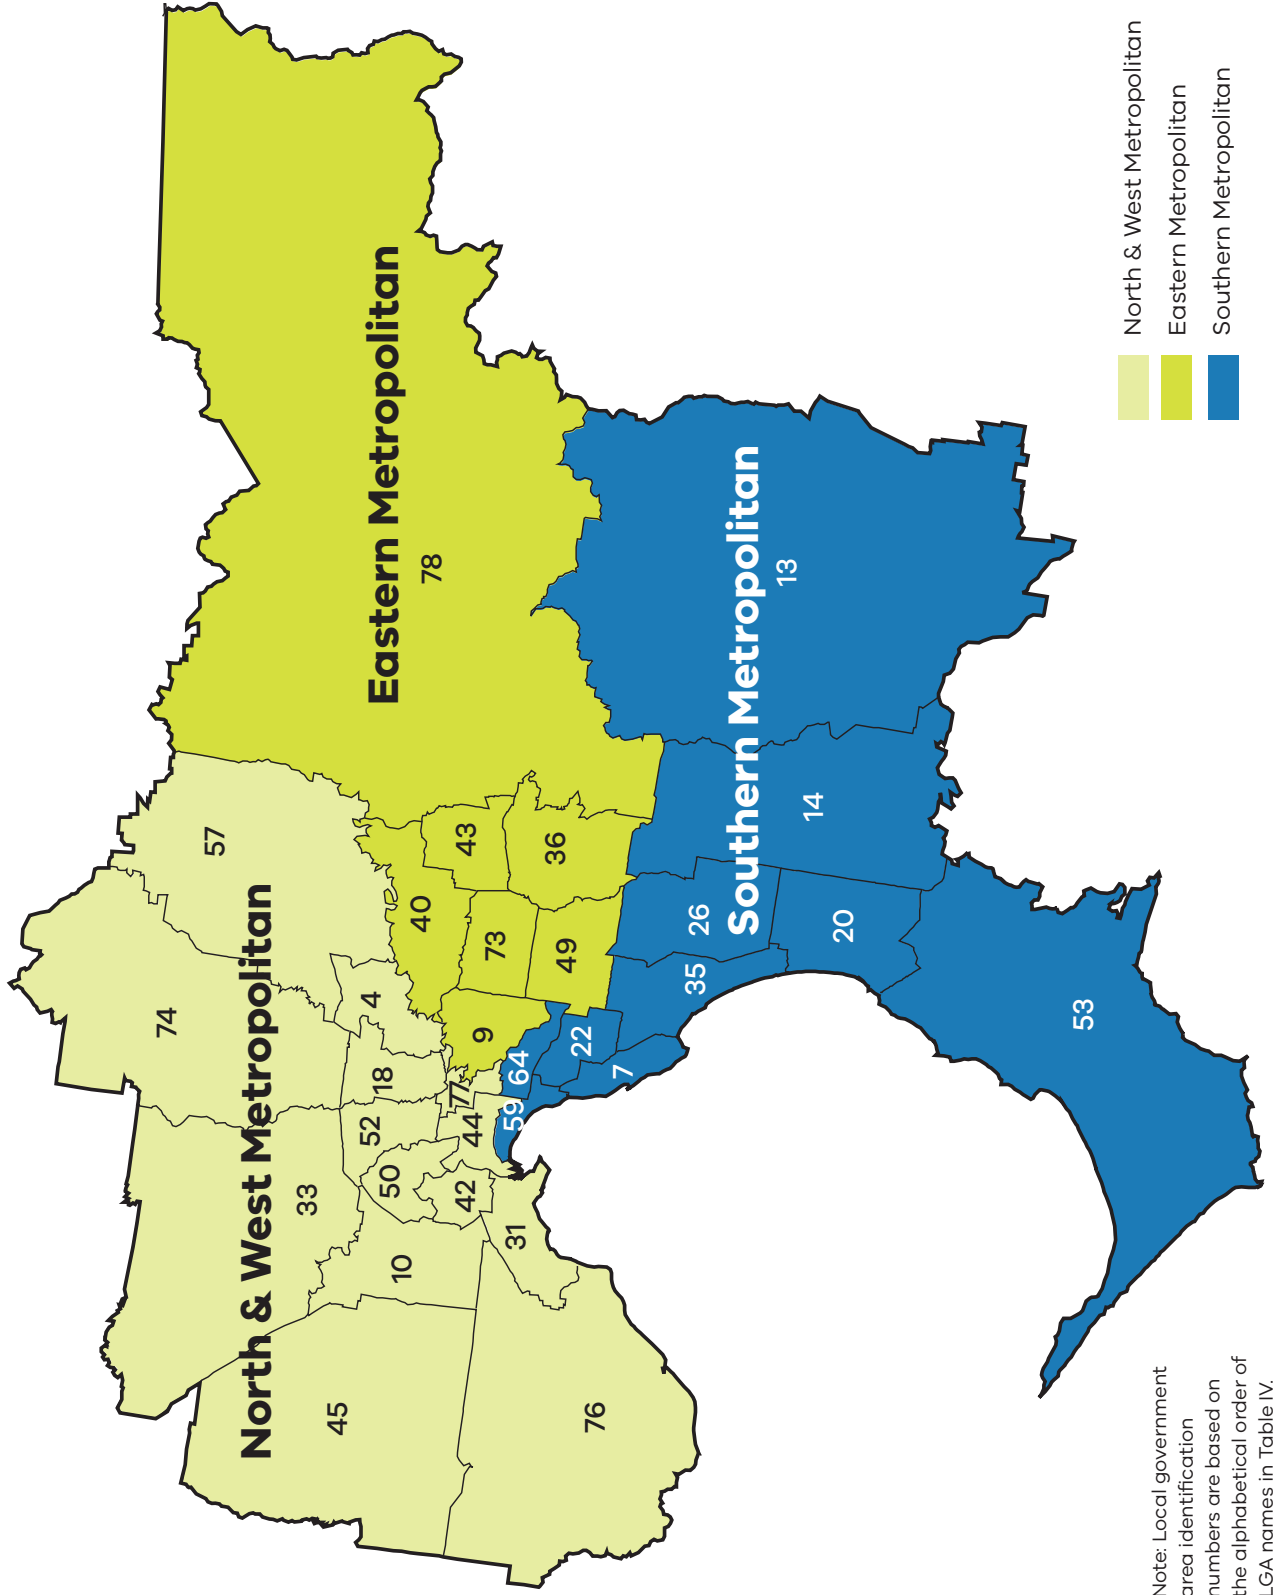 North & West Metropolitan
Eastern Metropolitan
Southern Metropolitan
74
57
33
45
76
10
31
42
50
52
44
18
77
4
40
43
36
73
49
9
78
64
59
22
7
35
26
20
14
13
53
North & West Metropolitan
Eastern Metropolitan
Southern Metropolitan
Note: Local government
area identification
numbers are based on
the alphabetical order of
LGA names in Table IV.